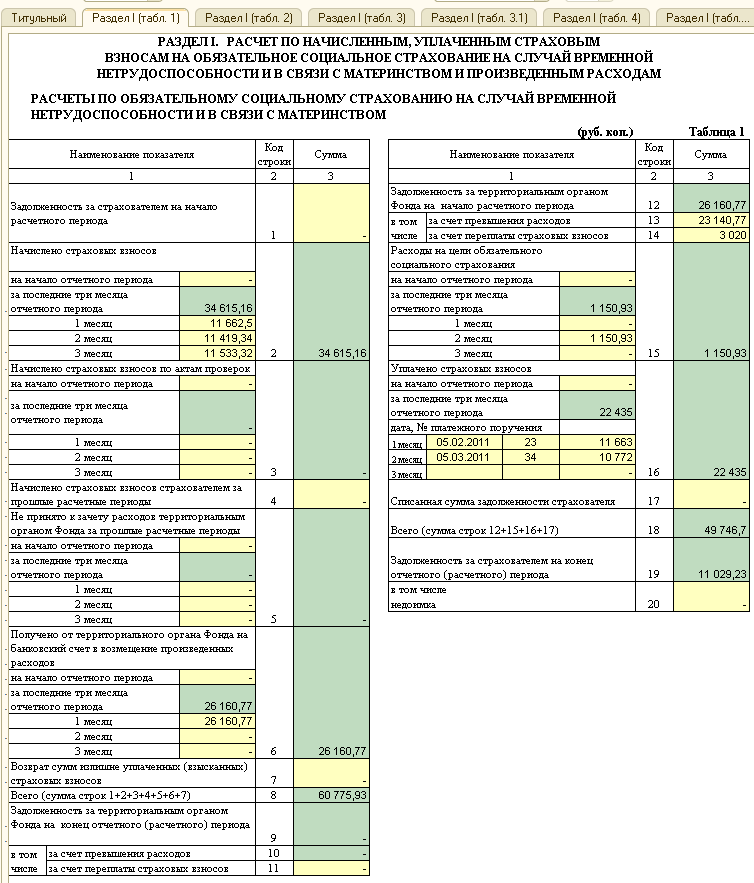 Титульный
Раздел I (табл. 1)
Раздел I (табл. 2)
Раздел I (табл. 3)
Раздел I (табл. 3.1)
Раздел I (табл. 4)
Раздел I (табл....
РАЗДЕЛ I. РАСЧЕТ ПО НАЧИСЛЕННЫМ, УПЛАЧЕННЫМ СТРАХОВЫМ
ВЗНОСАМ НА ОБЯЗАТЕЛЬНОЕ СОЦИАЛЬНОЕ СТРАХОВАНИЕ НА СЛУЧАЙ ВРЕМЕННОЙ
НЕТРУДОСПОСОБНОСТИ И В СВЯЗИ С МАТЕРИНСТВОМ И ПРОИЗВЕДЕННЫМ РАСХОДАМ
РАСЧЕТЫ ПО ОБЯЗАТЕЛЬНОМУ СОЦИАЛЬНОМУ СТРАХОВАНИЮ НА СЛУЧАЙ ВРЕМЕННОЙ
НЕТРУДОСПОСОБНОСТИ И В СВЯЗИ С МАТЕРИНСТВОМ
(руб. коп.) Таблица 1
Наименование показателя
Код
строки
Сумма
1 2 3
Задолженность за страхователем на начало
расчетного периода
1 -
Начислено страховых взносов
на начало отчетного периода -
за последние три месяца
отчетного периода 34 615,16
1 месяц 11 662,5
2 месяц 11 419,34
3 месяц 11 533,32 2 34 615,16
Начислено страховых взносов по актам проверок
на начало отчетного периода -
за последние три месяца
отчетного периода
-
1 месяц -
2 месяц -
3 месяц - 3 -
Начислено страховых взносов страхователем за
прошлые расчетные периоды 4 -
Не принято к зачету расходов территориальным
органом Фонда за прошлые расчетные периоды
на начало отчетного периода -
за последние три месяца
отчетного периода -
1 месяц -
2 месяц -
3 месяц - 5 -
Получено от территориального органа Фонда на
банковский счет в возмещение произведенных
расходов
на начало отчетного периода -
за последние три месяца
отчетного периода 26 160,77
1 месяц 26 160,77
2 месяц -
3 месяц - 6 26 160,77
Возврат сумм излишне уплаченных (взысканных)
страховых взносов 7 -
Всего (сумма строк 1+2+3+4+5+6+7) 8 60 775,93
Задолженность за территориальным органом
Фонда на конец отчетного (расчетного) периода
9 -
в том за счет превышения расходов 10 -
числе за счет переплаты страховых взносов 11 -
Наименование показателя
Код
строки
Сумма
1 2 3
Задолженность за территориальным органом
Фонда на начало расчетного периода 12 26 160,77
в том за счет превышения расходов 13 23 140,77
числе за счет переплаты страховых взносов 14 3 020
Расходы на цели обязательного
социального страхования
на начало отчетного периода -
за последние три месяца
отчетного периода 1 150,93
1 месяц -
2 месяц 1 150,93
3 месяц - 15 1 150,93
Уплачено страховых взносов
на начало отчетного периода -
за последние три месяца
отчетного периода 22 435
дата, № платежного поручения
1 месяц 05.02.2011 23 11 663
2 месяц 05.03.2011 34 10 772
3 месяц - 16 22 435
Списанная сумма задолженности страхователя 17 -
Всего (сумма строк 12+15+16+17) 18 49 746,7
Задолженность за страхователем на конец
отчетного (расчетного) периода 19 11 029,23
в том числе
недоимка 20 -